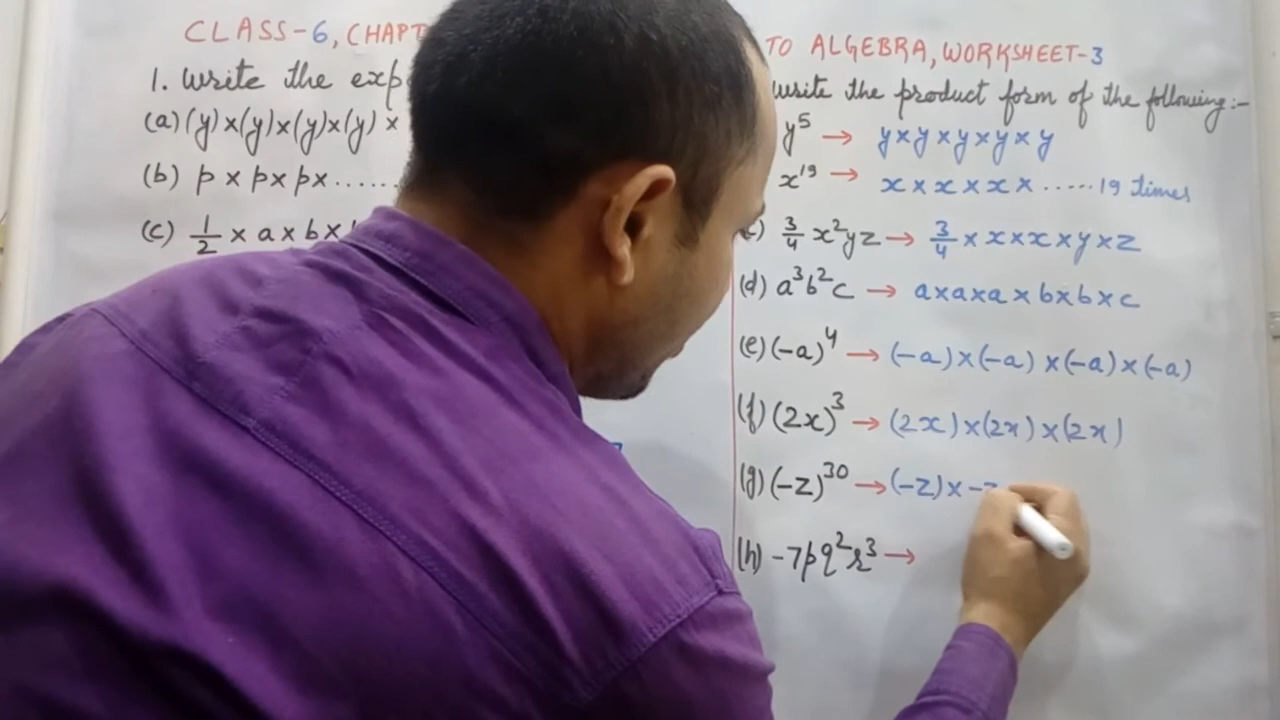 CLASS-6, CHAPT
TO ALGEBRA, WORKSHEET-3
1. Write the exp
(a) (y)×(y)×(y)×(y) ×
(b) p × p × p × ......
(c) 1/2 × a × b ×
write the product form of the following:-
y⁵ → y×y×y×y×y
x¹⁹ → x×x×x×x×.....19 times
) 3/4 x²yz → 3/4 × x×x×y×z
(d) a³b²c → a×a×a×b×b×c
(e) (-a)⁴ → (-a)×(-a)×(-a)×(-a)
(f) (2x)³ → (2x)×(2x)×(2x)
(g) (-z)³⁰ → (-z)× -z
(h) -7pq²r³ →